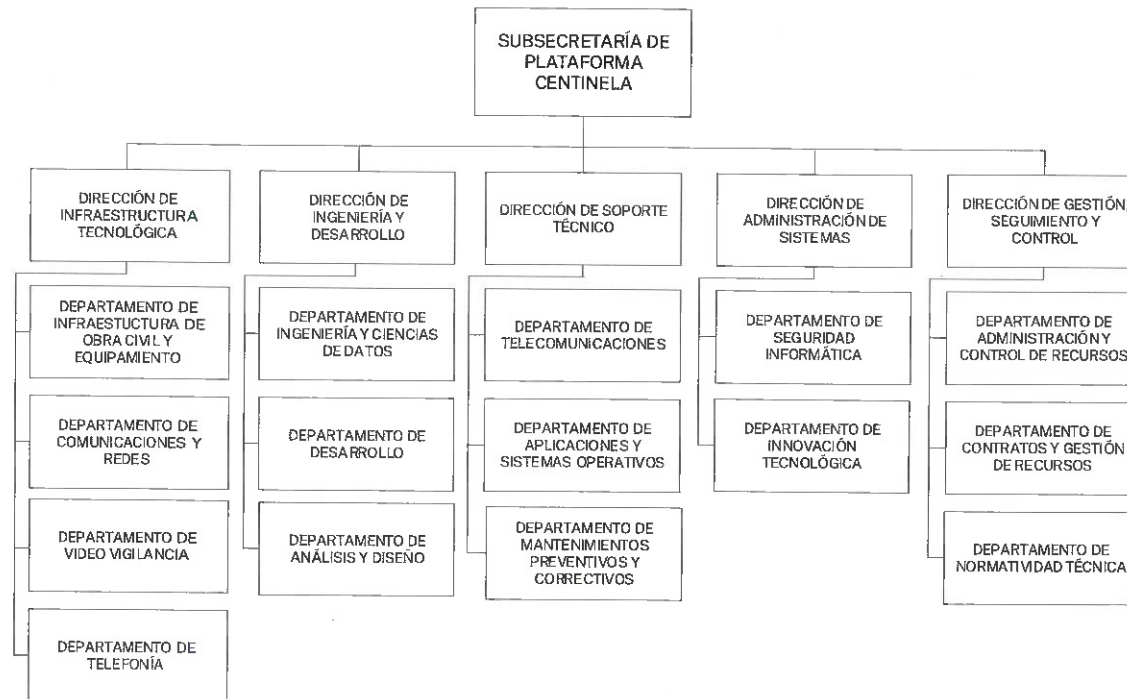 SUBSECRETARÍA DE
PLATAFORMA
CENTINELA
DIRECCIÓN DE
INFRAESTRUCTURA
TECNOLÓGICA
DIRECCIÓN DE
INGENIERÍA Y
DESARROLLO
DIRECCIÓN DE SOPORTE
TÉCNICO
DIRECCIÓN DE
ADMINISTRACIÓN DE
SISTEMAS
DIRECCIÓN DE GESTIÓN,
SEGUIMIENTO Y
CONTROL
DEPARTAMENTO DE
INFRAESTUCTURA DE
OBRA CIVIL Y
EQUIPAMIENTO
DEPARTAMENTO DE
INGENIERÍA Y CIENCIAS
DE DATOS
DEPARTAMENTO DE
TELECOMUNICACIONES
DEPARTAMENTO DE
SEGURIDAD
INFORMÁTICA
DEPARTAMENTO DE
ADMINISTRACIÓN Y
CONTROL DE RECURSOS
DEPARTAMENTO DE
COMUNICACIONES Y
REDES
DEPARTAMENTO DE
DESARROLLO
DEPARTAMENTO DE
APLICACIONES Y
SISTEMAS OPERATIVOS
DEPARTAMENTO DE
INNOVACIÓN
TECNOLÓGICA
DEPARTAMENTO DE
CONTRATOS Y GESTIÓN
DE RECURSOS
DEPARTAMENTO DE
VIDEO VIGILANCIA
DEPARTAMENTO DE
ANÁLISIS Y DISEÑO
DEPARTAMENTO DE
MANTENIMIENTOS
PREVENTIVOS Y
CORRECTIVOS
DEPARTAMENTO DE
NORMATIVIDAD TÉCNICA
DEPARTAMENTO DE
TELEFONÍA